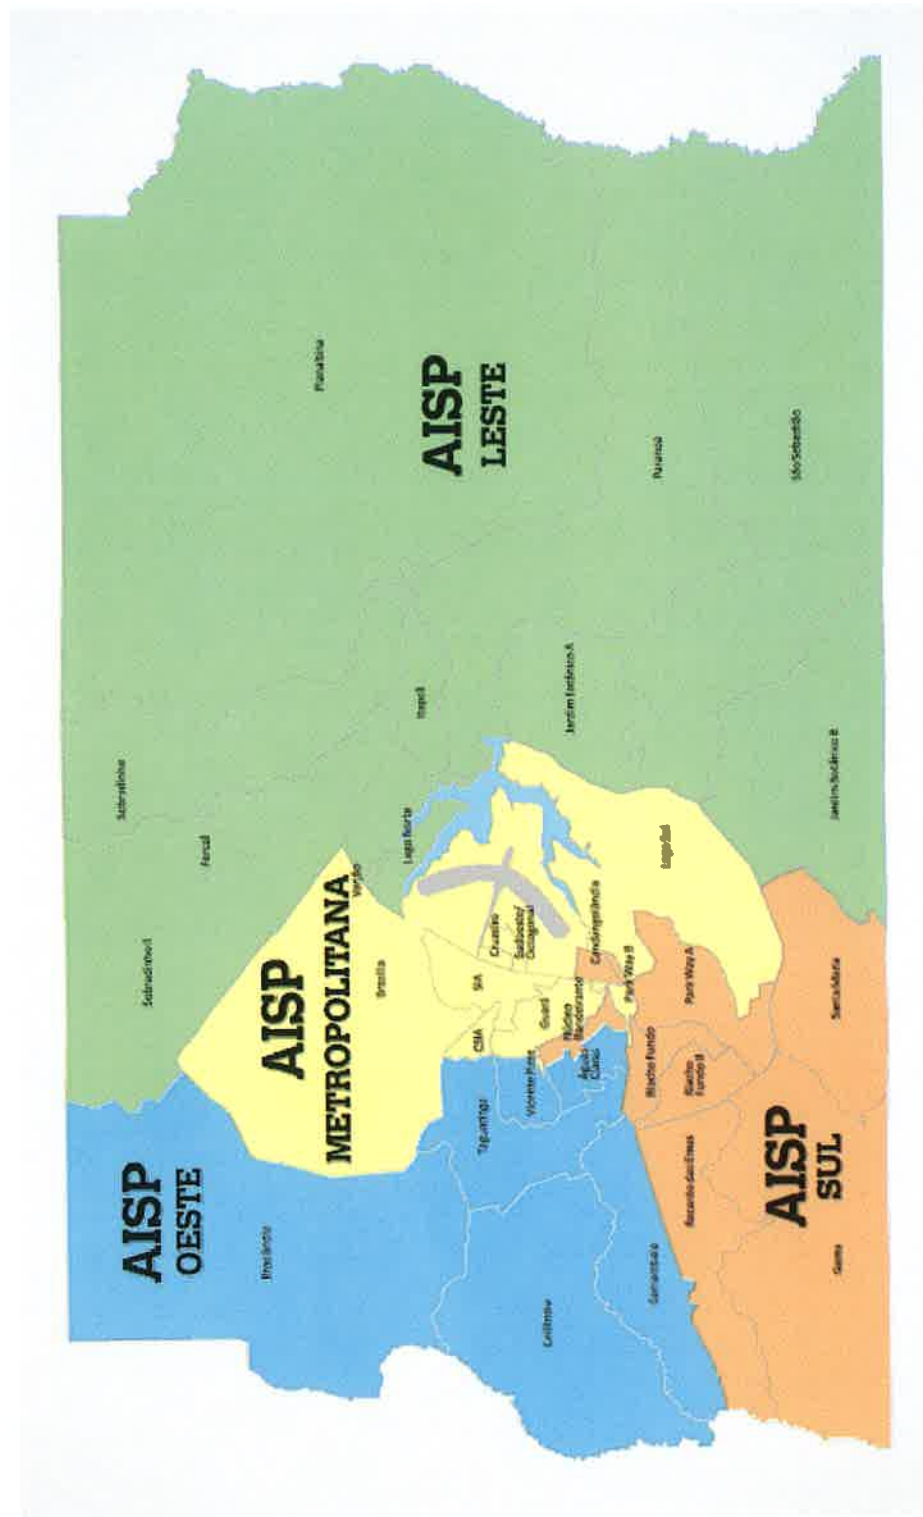 AISP
OESTE
Brazlândia
Ceilândia
Samambaia
Taguatinga
Vicente Pires
Águas
Claras
AISP
METROPOLITANA
Varjão
Brasília
SCIA
SIA
Cruzeiro
Sudoeste/
Octogonal
Guará
Núcleo
Bandeirante
Candangolândia
Park Way B
Lago Sul
AISP
SUL
Riacho Fundo
Riacho
Fundo II
Park Way A
Recanto das Emas
Gama
Santa Maria
AISP
LESTE
Sobradinho II
Sobradinho
Fercal
Planaltina
Lago Norte
Itapoã
Jardim Botânico A
Paranoá
São Sebastião
Jardim Botânico B